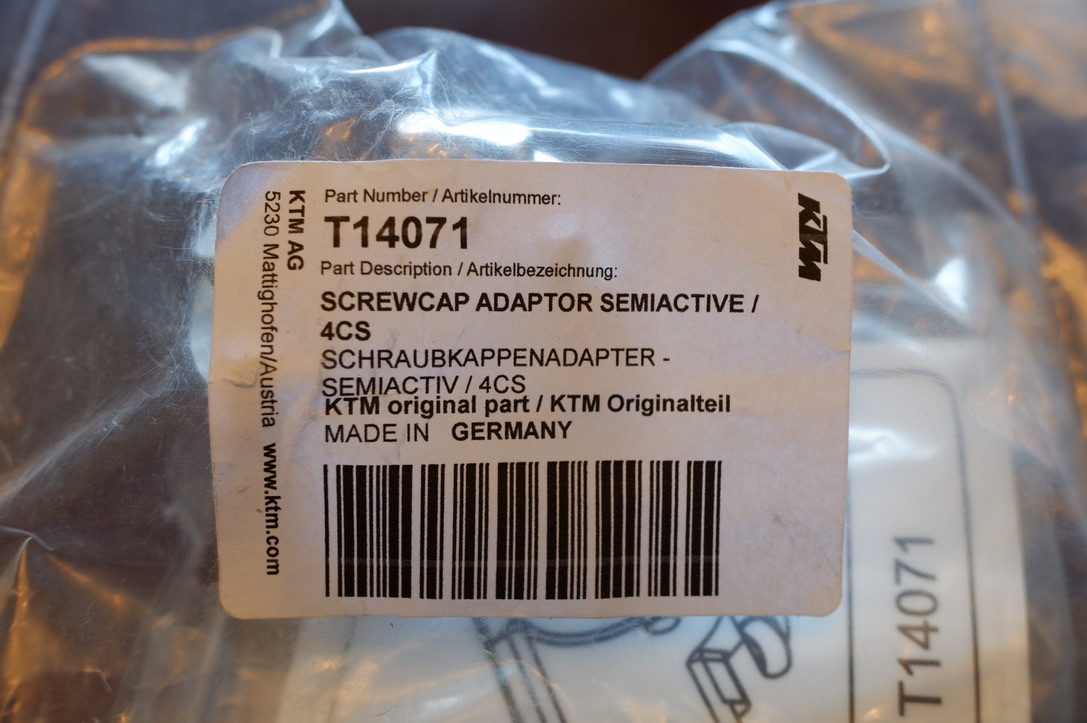 Part Number / Artikelnummer:
T14071
Part Description / Artikelbezeichnung:
SCREWCAP ADAPTOR SEMIACTIVE /
4CS
SCHRAUBKAPPENADAPTER -
SEMIACTIV / 4CS
KTM original part / KTM Originalteil
MADE IN GERMANY
KTM AG
5230 Mattighofen/Austria www.ktm.com
KTM
T14071